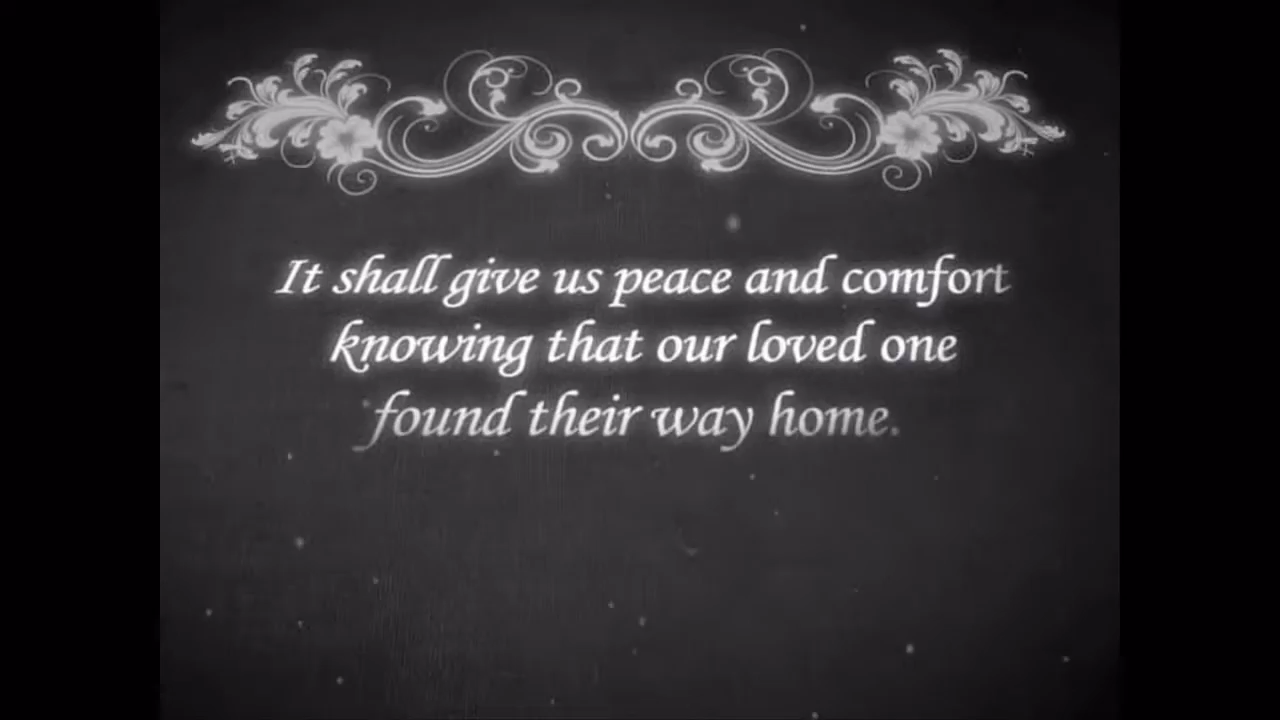 It shall give us peace and comfort
knowing that our loved one
found their way home.